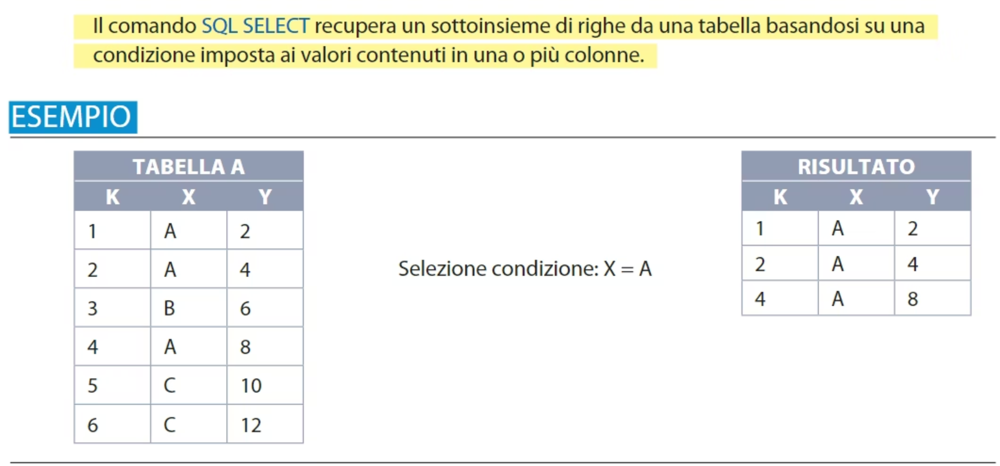 Il comando SQL SELECT recupera un sottoinsieme di righe da una tabella basandosi su una
condizione imposta ai valori contenuti in una o più colonne.
ESEMPIO
TABELLA A
K X Y
1 A 2
2 A 4
3 B 6
4 A 8
5 C 10
6 C 12
Selezione condizione: X = A
RISULTATO
K X Y
1 A 2
2 A 4
4 A 8